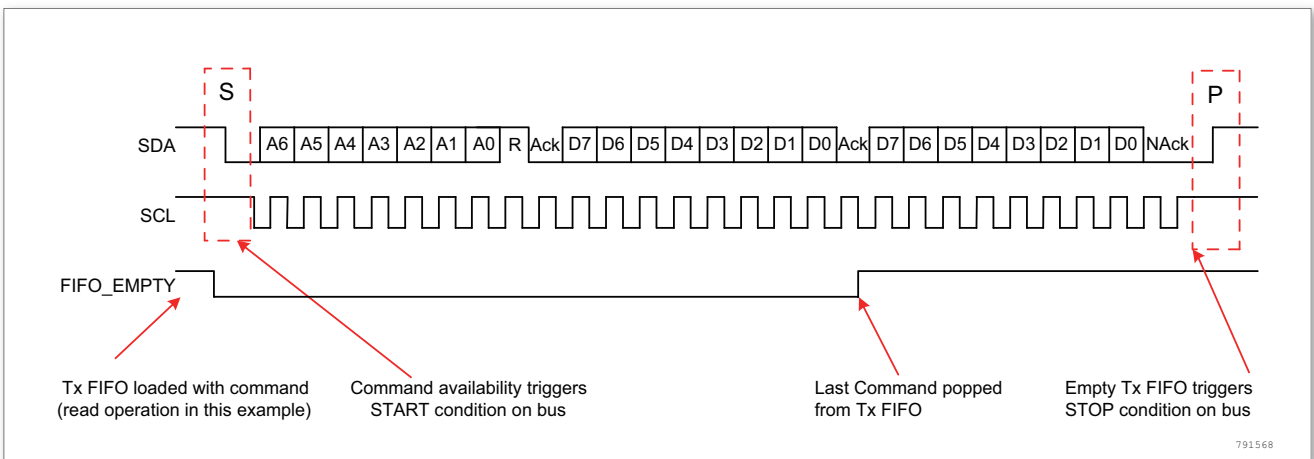 S
P
SDA
A6 A5 A4 A3 A2 A1 A0 R Ack D7 D6 D5 D4 D3 D2 D1 D0 Ack D7 D6 D5 D4 D3 D2 D1 D0 NAck
SCL
FIFO_EMPTY
Tx FIFO loaded with command
(read operation in this example)
Command availability triggers
START condition on bus
Last Command popped
from Tx FIFO
Empty Tx FIFO triggers
STOP condition on bus
791568